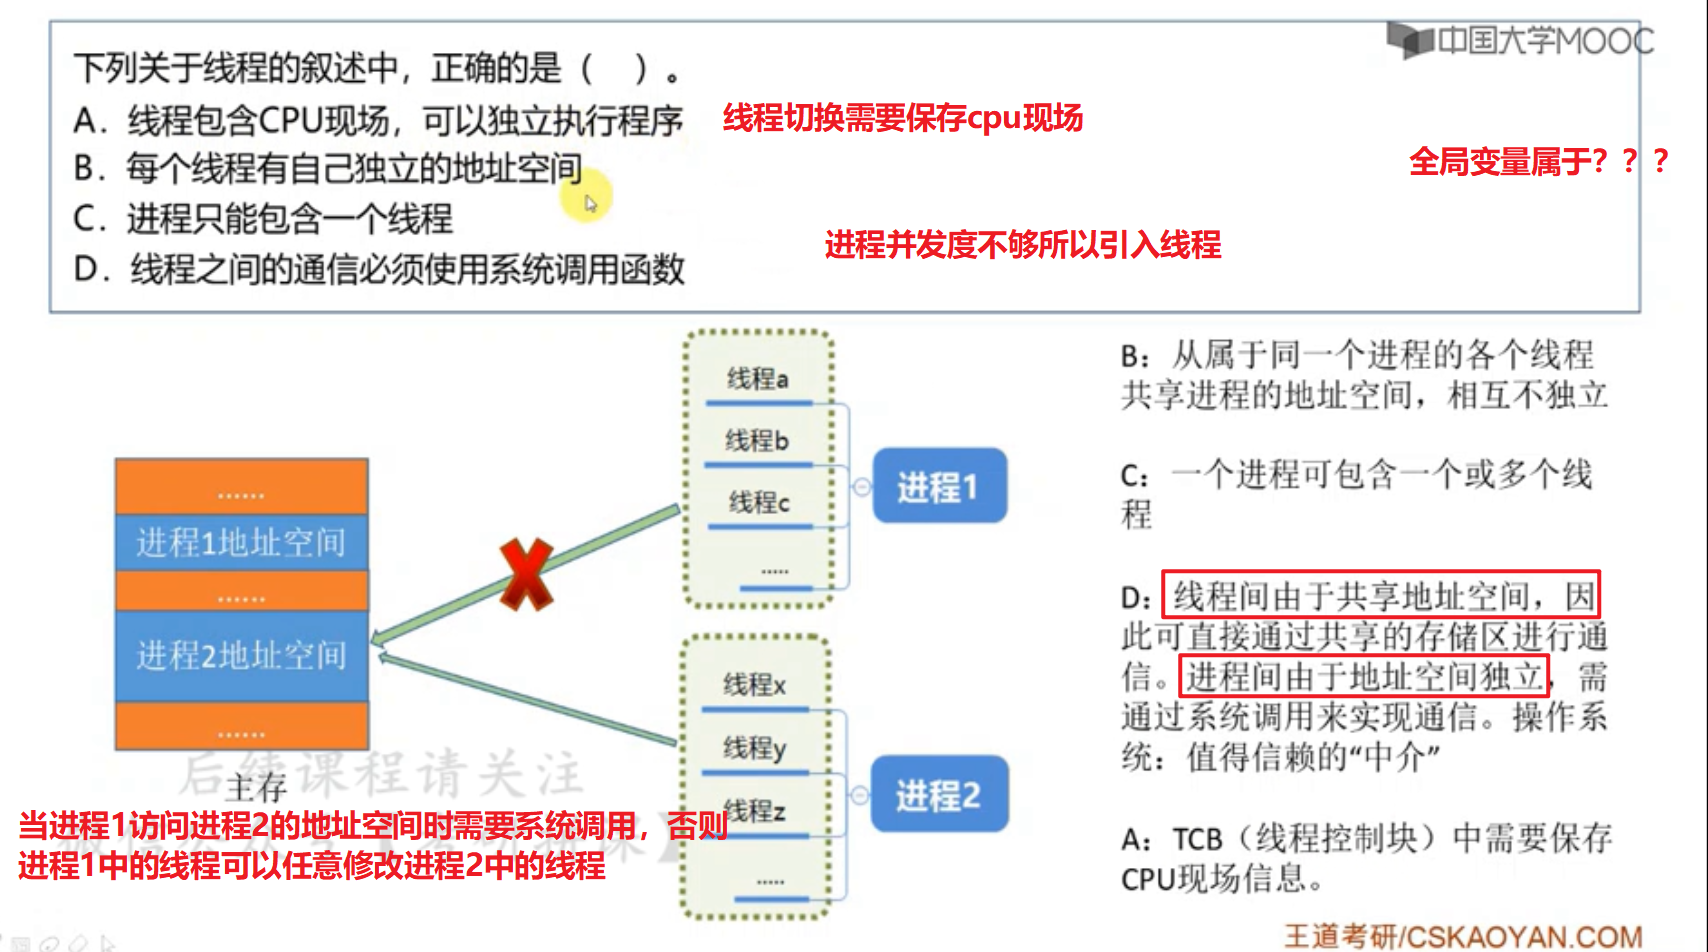 中国大学MOOC
下列关于线程的叙述中，正确的是（ ）。
A. 线程包含CPU现场，可以独立执行程序
线程切换需要保存cpu现场
B. 每个线程有自己独立的地址空间
全局变量属于？？？
C. 进程只能包含一个线程
进程并发度不够所以引入线程
D. 线程之间的通信必须使用系统调用函数
线程a
线程b
线程c
.....
进程1
线程x
线程y
线程z
.....
进程2
......
进程1地址空间
......
进程2地址空间
......
主存
后续课程请关注
当进程1访问进程2的地址空间时需要系统调用，否则
进程1中的线程可以任意修改进程2中的线程
B：从属于同一个进程的各个线程
共享进程的地址空间，相互不独立
C：一个进程可包含一个或多个线
程
D：线程间由于共享地址空间，因
此可直接通过共享的存储区进行通
信。进程间由于地址空间独立，需
通过系统调用来实现通信。操作系
统：值得信赖的“中介”
A：TCB（线程控制块）中需要保存
CPU现场信息。
王道考研/CSKAOYAN.COM